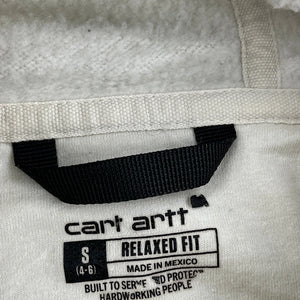 cart artt
S
(4-6)
RELAXED FIT
MADE IN MEXICO
BUILT TO SERVE
HARDWORKING PEOPLE